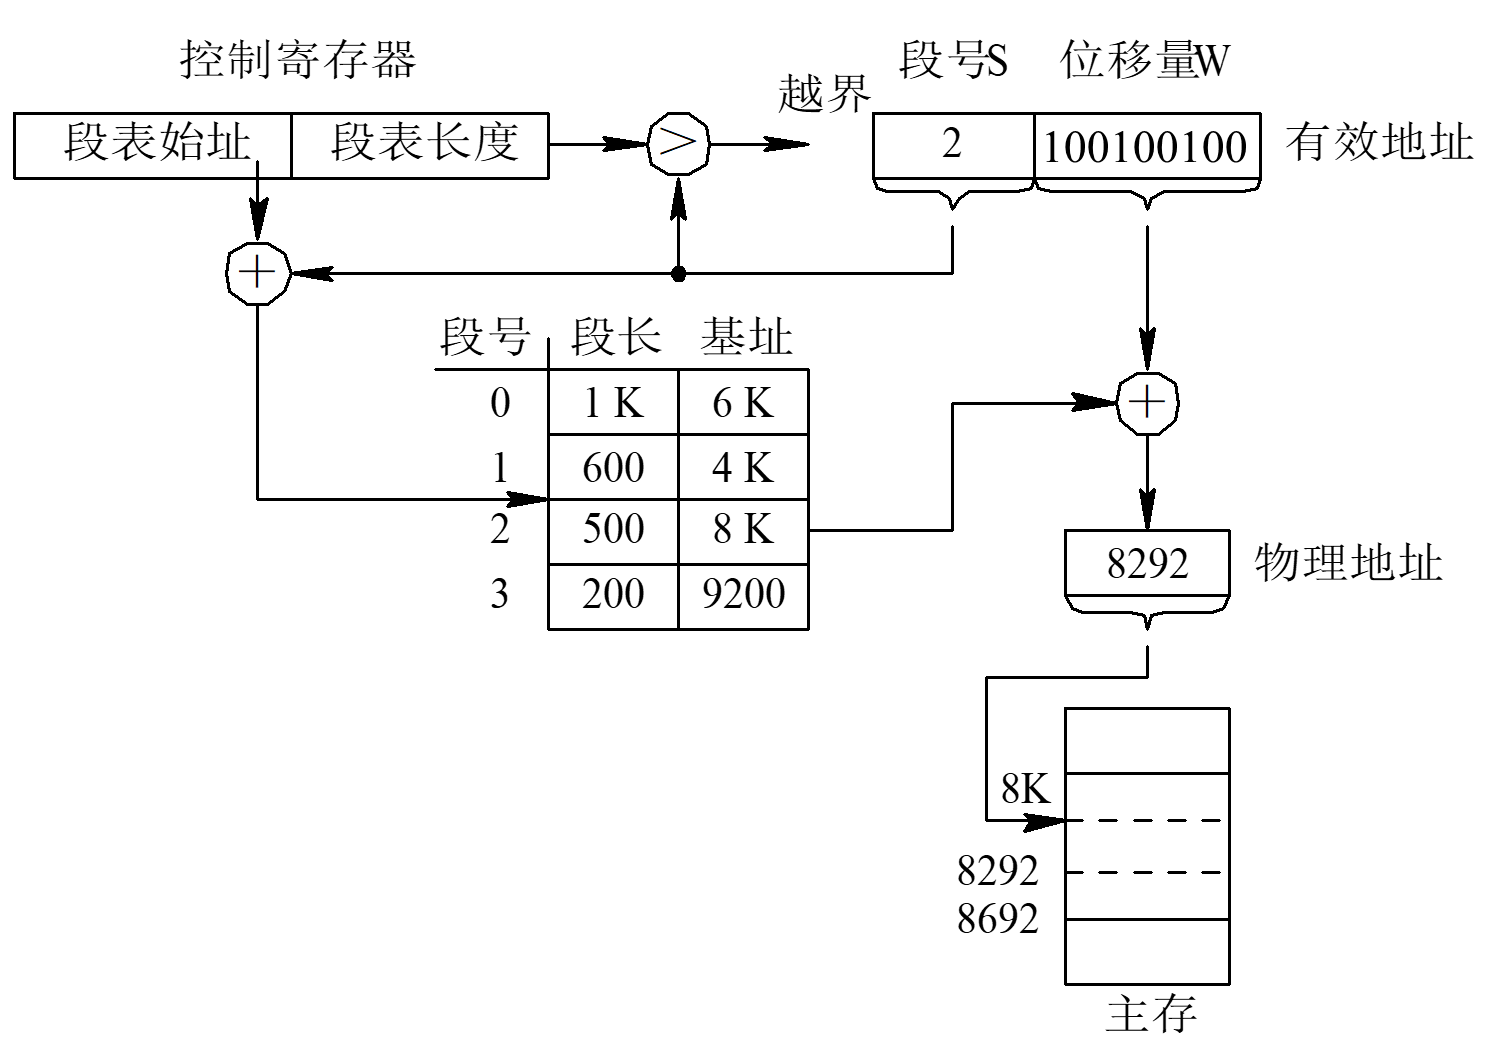 控制寄存器
段表始址 段表长度
>
越界
段号S 位移量W
2 100100100
有效地址
+
段号 段长 基址
0 1 K 6 K
1 600 4 K
2 500 8 K
3 200 9200
+
8292
物理地址
8K
8292
8692
主存